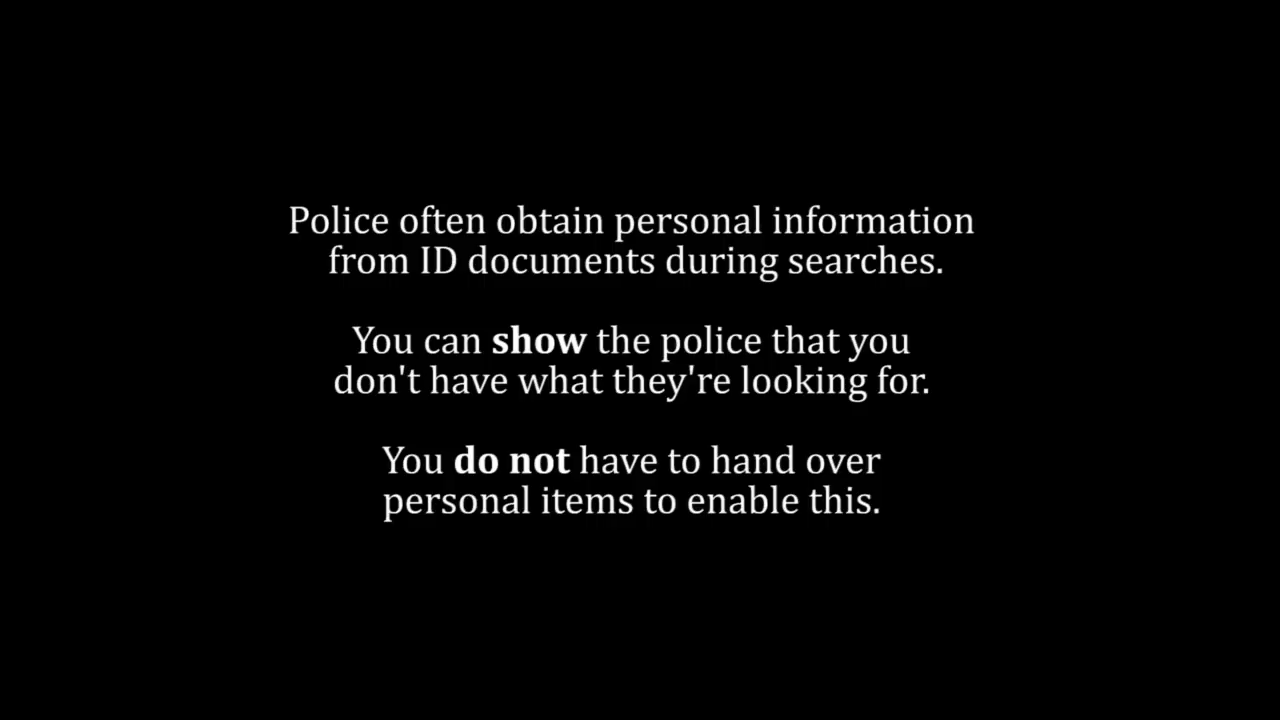 Police often obtain personal information
from ID documents during searches.
You can show the police that you
don't have what they're looking for.
You do not have to hand over
personal items to enable this.